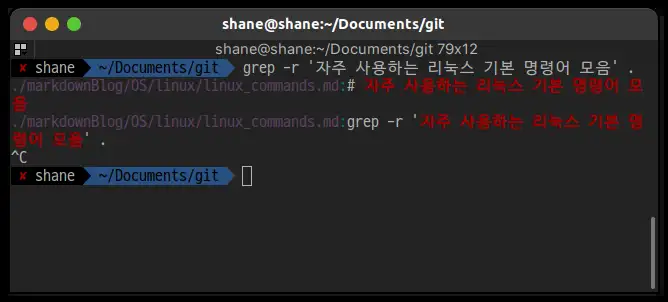 shane@shane:~/Documents/git
shane@shane:~/Documents/git 79x12
✘ shane ~/Documents/git grep -r '자주 사용하는 리눅스 기본 명령어 모음' .
./markdownBlog/OS/linux/linux_commands.md:# 자주 사용하는 리눅스 기본 명령어 모
음
./markdownBlog/OS/linux/linux_commands.md:grep -r '자주 사용하는 리눅스 기본 명
령어 모음' .
^C
✘ shane ~/Documents/git